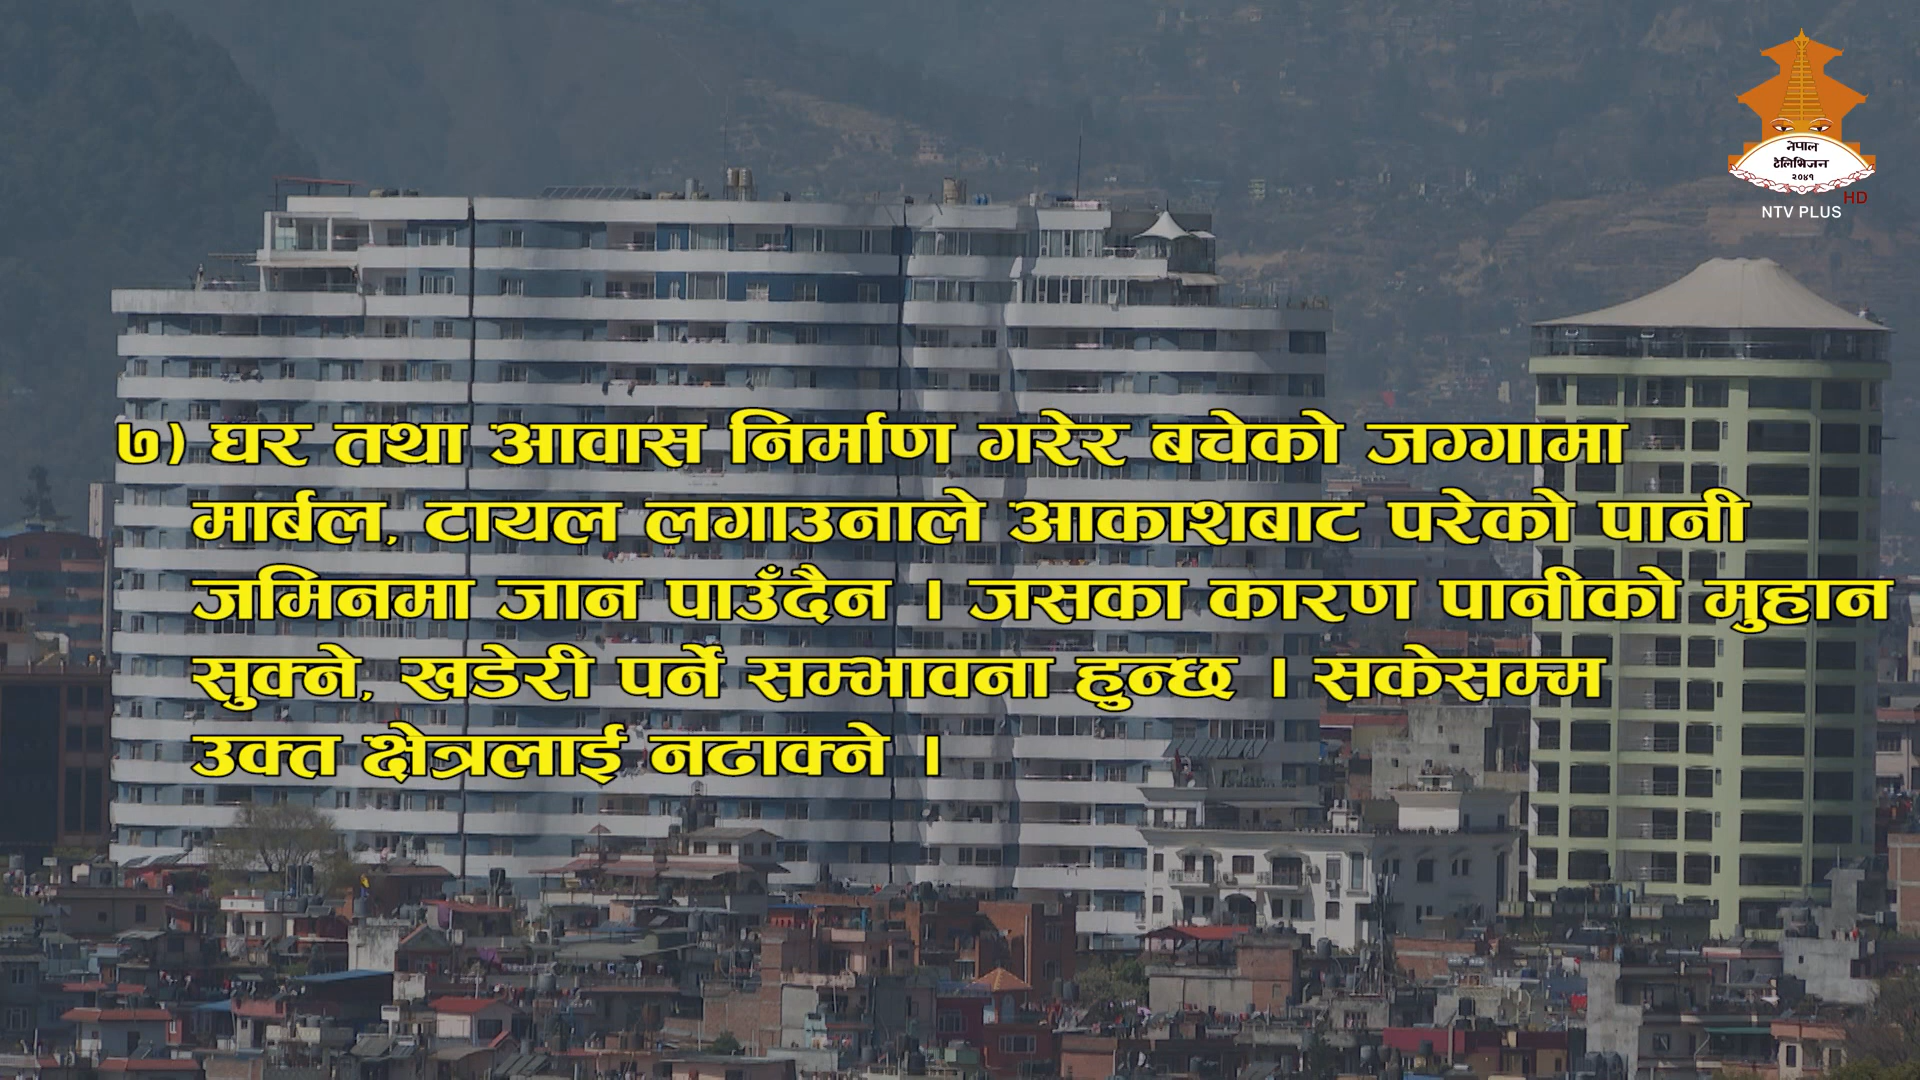 नेपाल
टेलिभिजन
२०४१
HD
NTV PLUS
७) घर तथा आवास निर्माण गरेर बचेको जग्गामा
मार्बल, टायल लगाउनाले आकाशबाट परेको पानी
जमिनमा जान पाउँदैन । जसका कारण पानीको मुहान
सुक्ने, खडेरी पर्ने सम्भावना हुन्छ । सकेसम्म
उक्त क्षेत्रलाई नढाक्ने ।